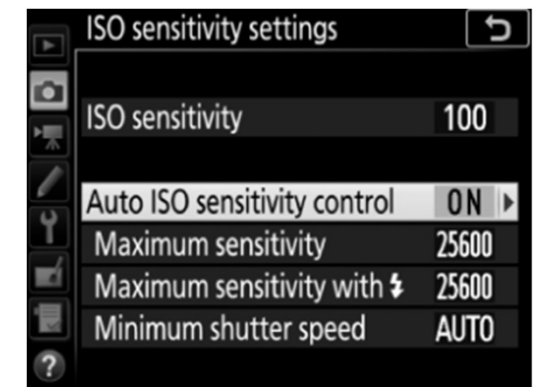 ISO sensitivity settings
ISO sensitivity 100
Auto ISO sensitivity control ON
Maximum sensitivity 25600
Maximum sensitivity with 25600
Minimum shutter speed AUTO
?